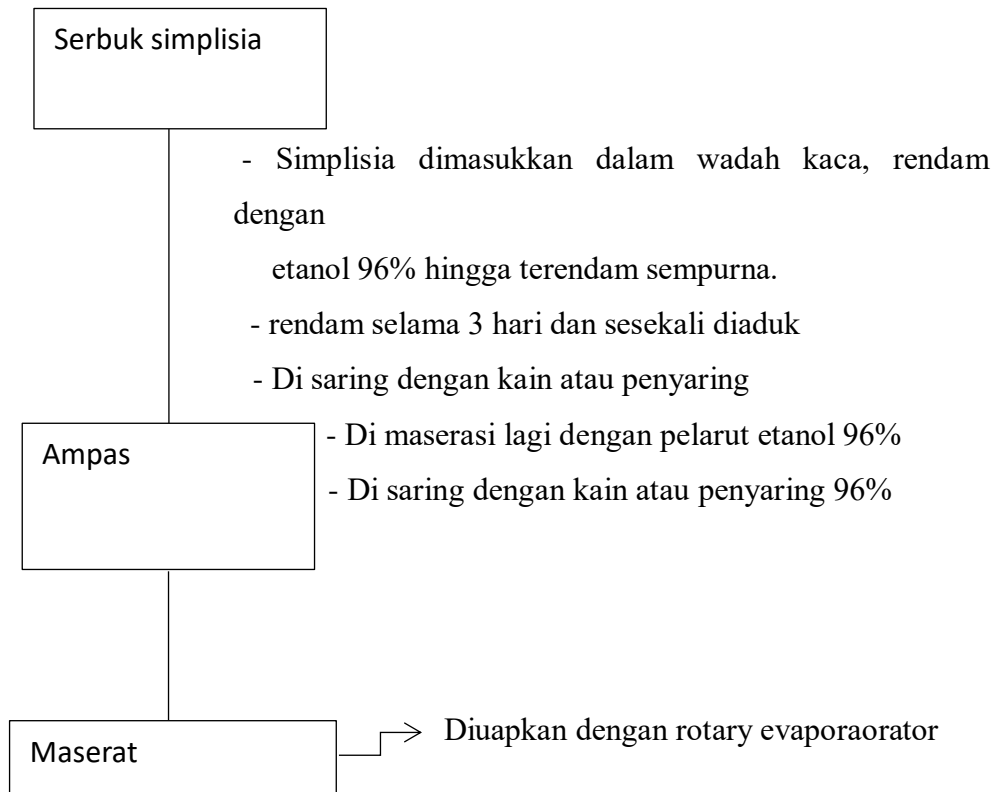 Serbuk simplisia
- Simplisia dimasukkan dalam wadah kaca, rendam
dengan
etanol 96% hingga terendam sempurna.
- rendam selama 3 hari dan sesekali diaduk
- Di saring dengan kain atau penyaring
- Di maserasi lagi dengan pelarut etanol 96%
Ampas
- Di saring dengan kain atau penyaring 96%
Diuapkan dengan rotary evaporaorator
Maserat